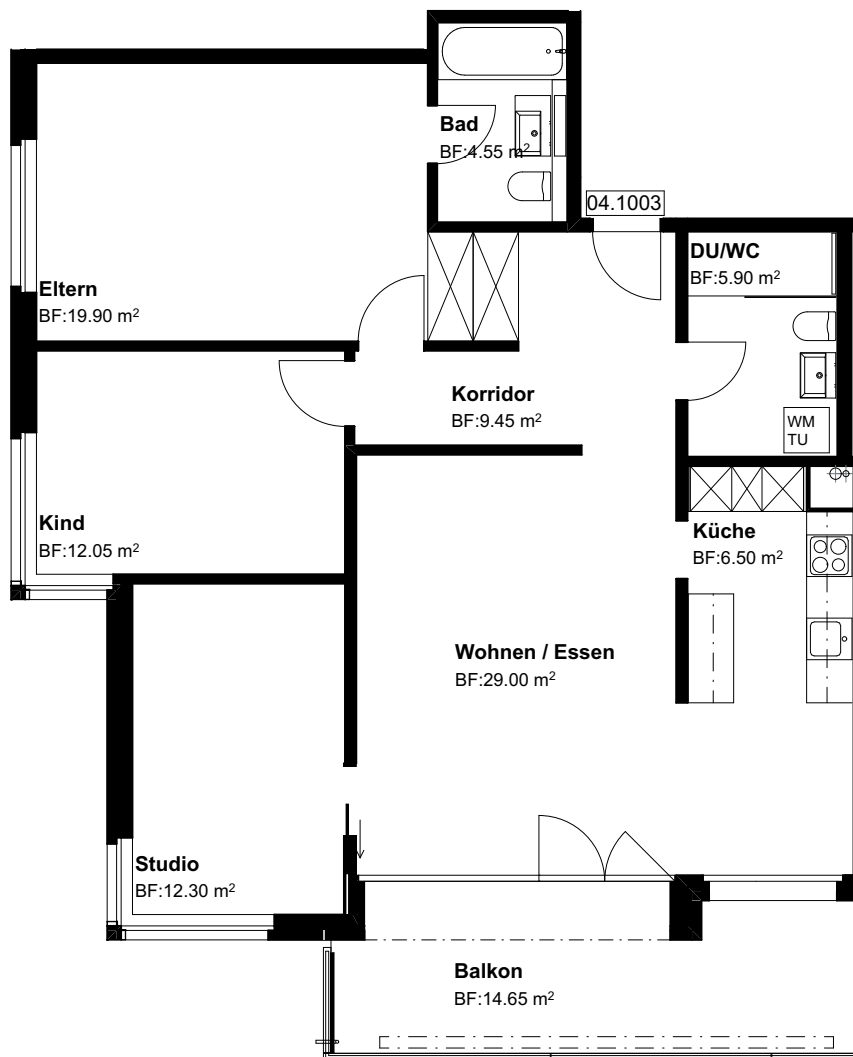 Bad
BF:4.55 m²
04.1003
DU/WC
BF:5.90 m²
Eltern
BF:19.90 m²
Korridor
BF:9.45 m²
WM
TU
Kind
BF:12.05 m²
Küche
BF:6.50 m²
Wohnen / Essen
BF:29.00 m²
Studio
BF:12.30 m²
Balkon
BF:14.65 m²